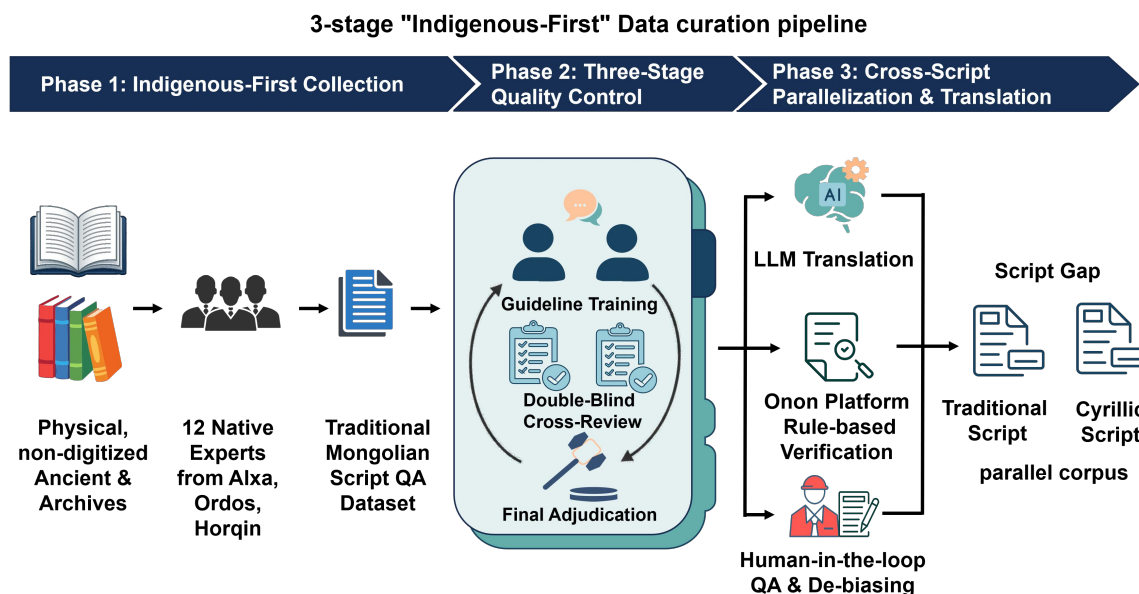 3-stage "Indigenous-First" Data curation pipeline
Phase 1: Indigenous-First Collection
Phase 2: Three-Stage
Quality Control
Phase 3: Cross-Script
Parallelization & Translation
Physical,
non-digitized
Ancient &
Archives
12 Native
Experts
from Alxa,
Ordos,
Horqin
Traditional
Mongolian
Script QA
Dataset
Guideline Training
Double-Blind
Cross-Review
Final Adjudication
AI
LLM Translation
Onon Platform
Rule-based
Verification
Human-in-the-loop
QA & De-biasing
Script Gap
Traditional
Script
Cyrillic
Script
parallel corpus